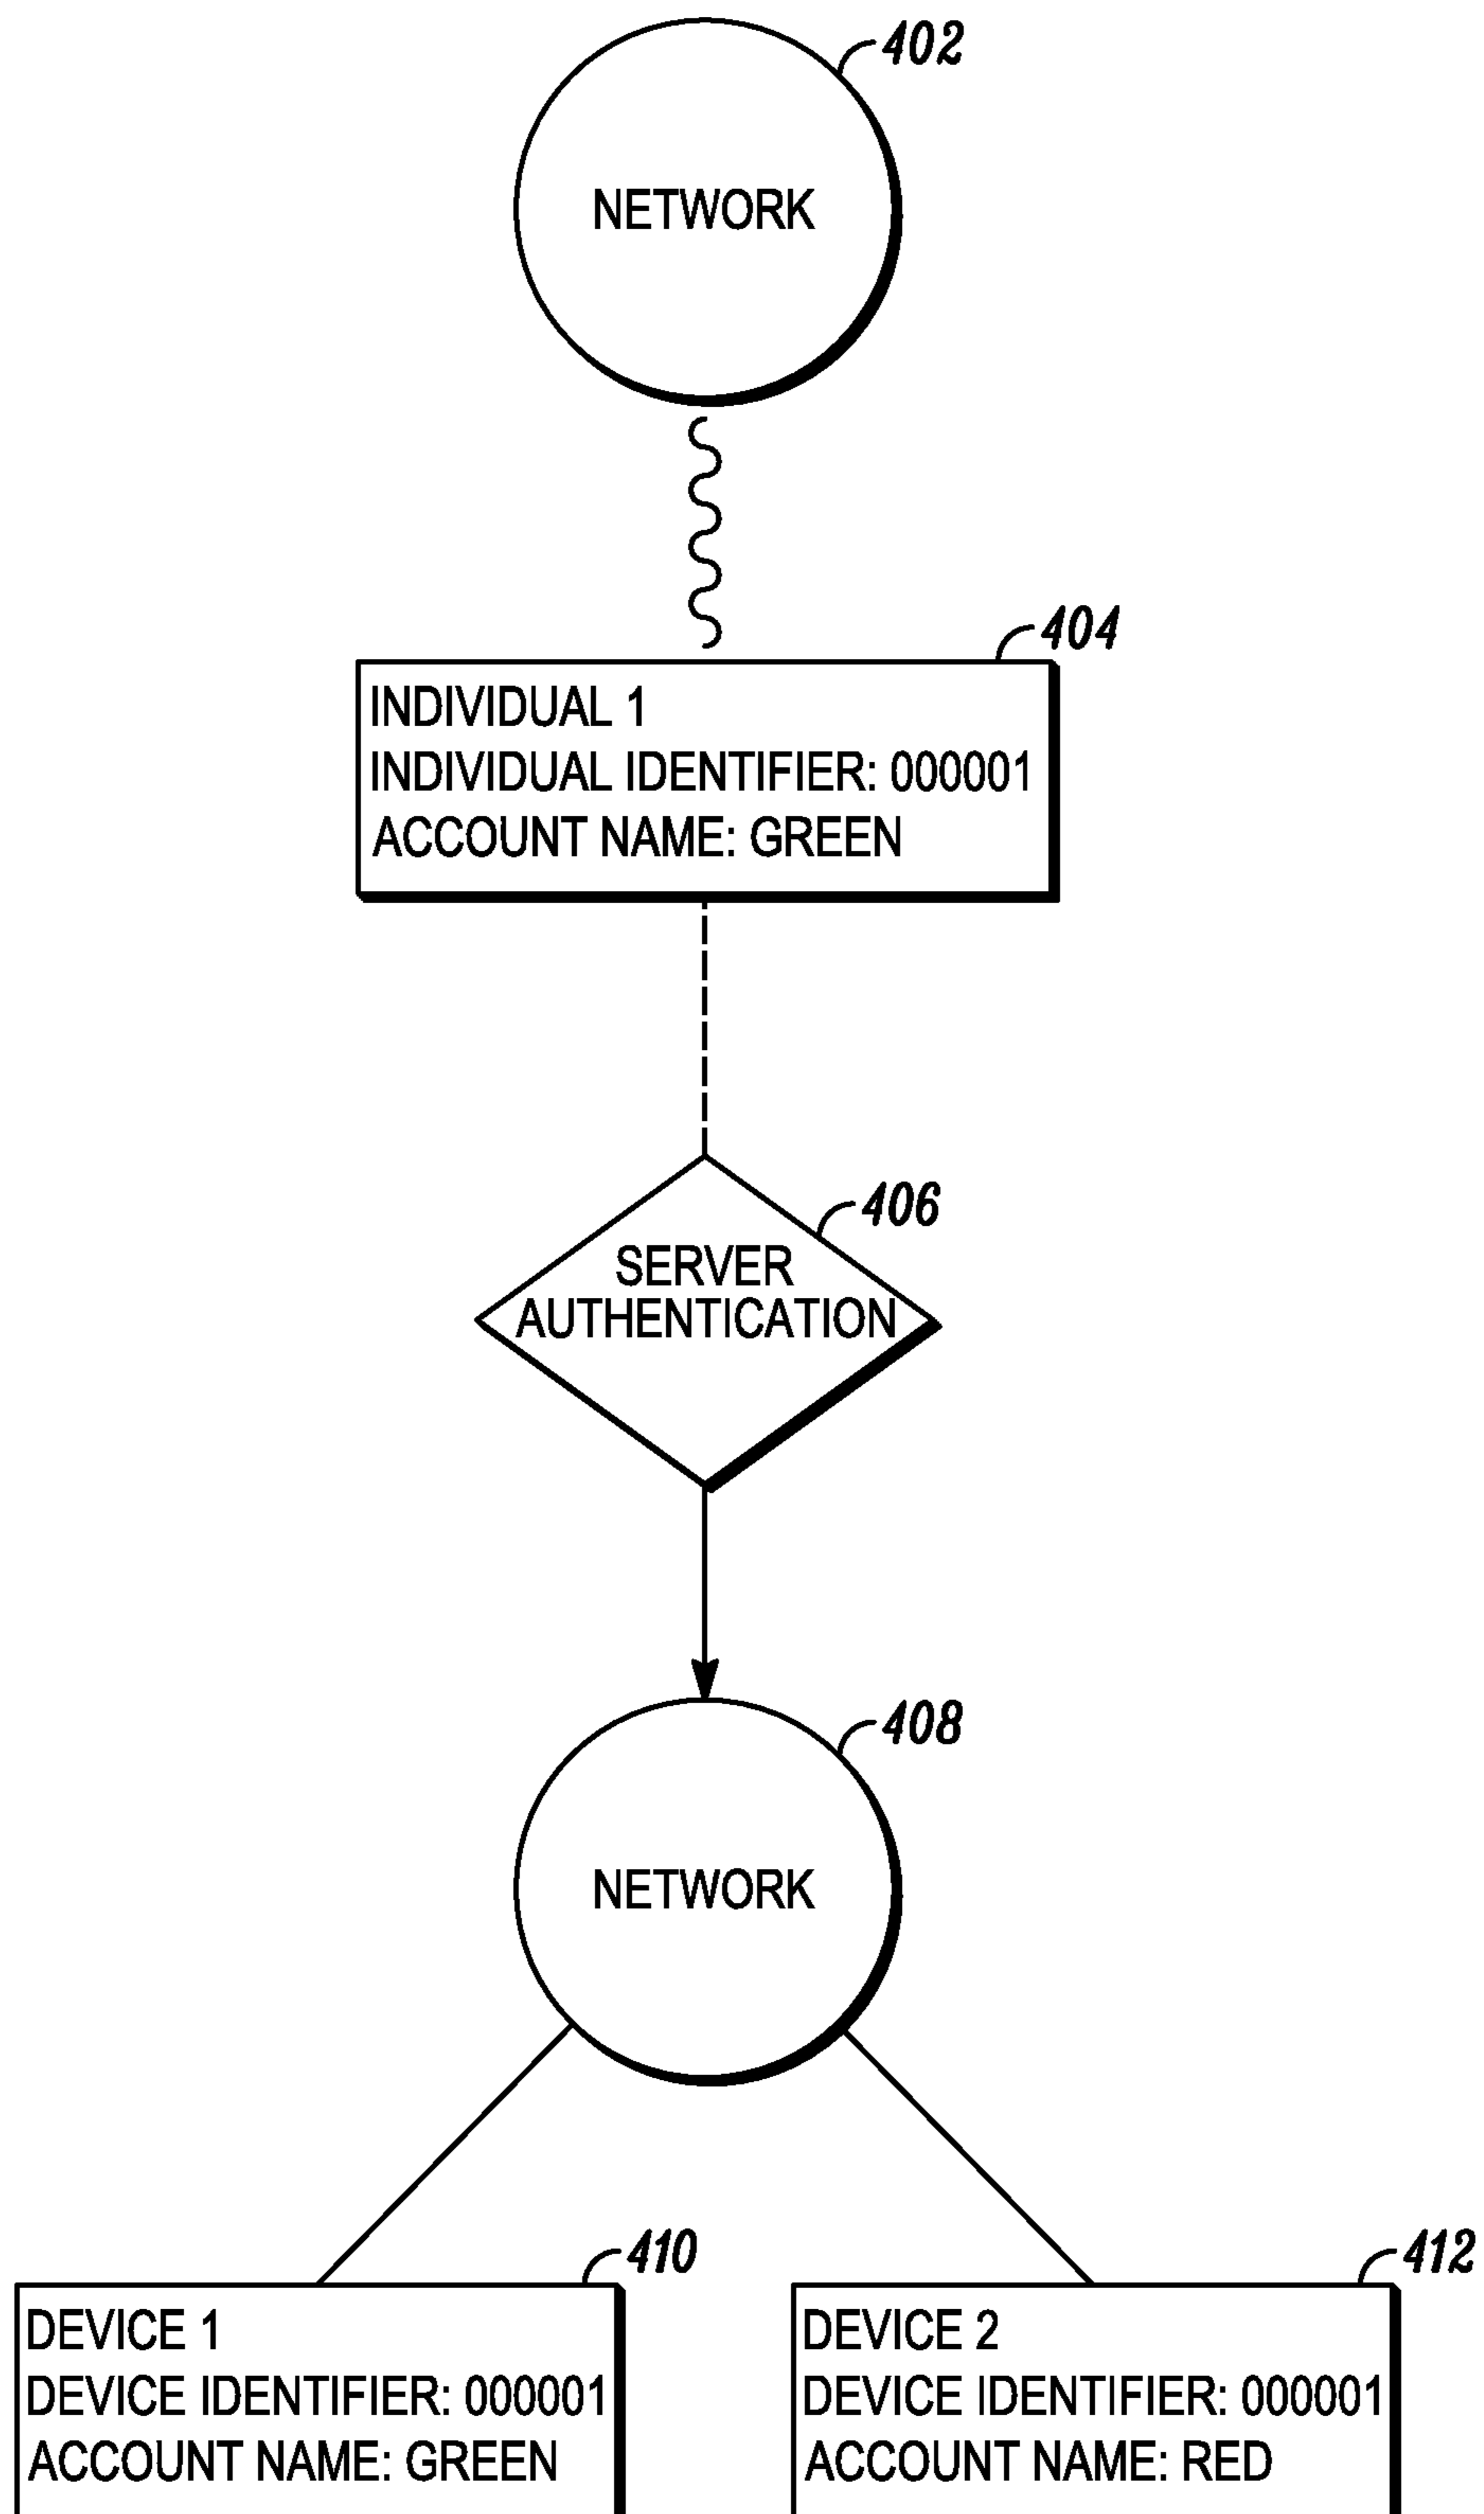 402
NETWORK
404
INDIVIDUAL 1
INDIVIDUAL IDENTIFIER: 000001
ACCOUNT NAME: GREEN
406
SERVER
AUTHENTICATION
408
NETWORK
410
DEVICE 1
DEVICE IDENTIFIER: 000001
ACCOUNT NAME: GREEN
412
DEVICE 2
DEVICE IDENTIFIER: 000001
ACCOUNT NAME: RED